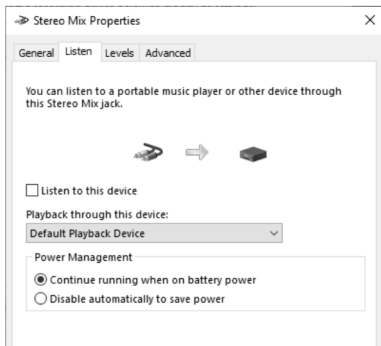 Stereo Mix Properties
General Listen Levels Advanced
You can listen to a portable music player or other device through
this Stereo Mix jack.
Listen to this device
Playback through this device:
Default Playback Device
Power Management
Continue running when on battery power
Disable automatically to save power